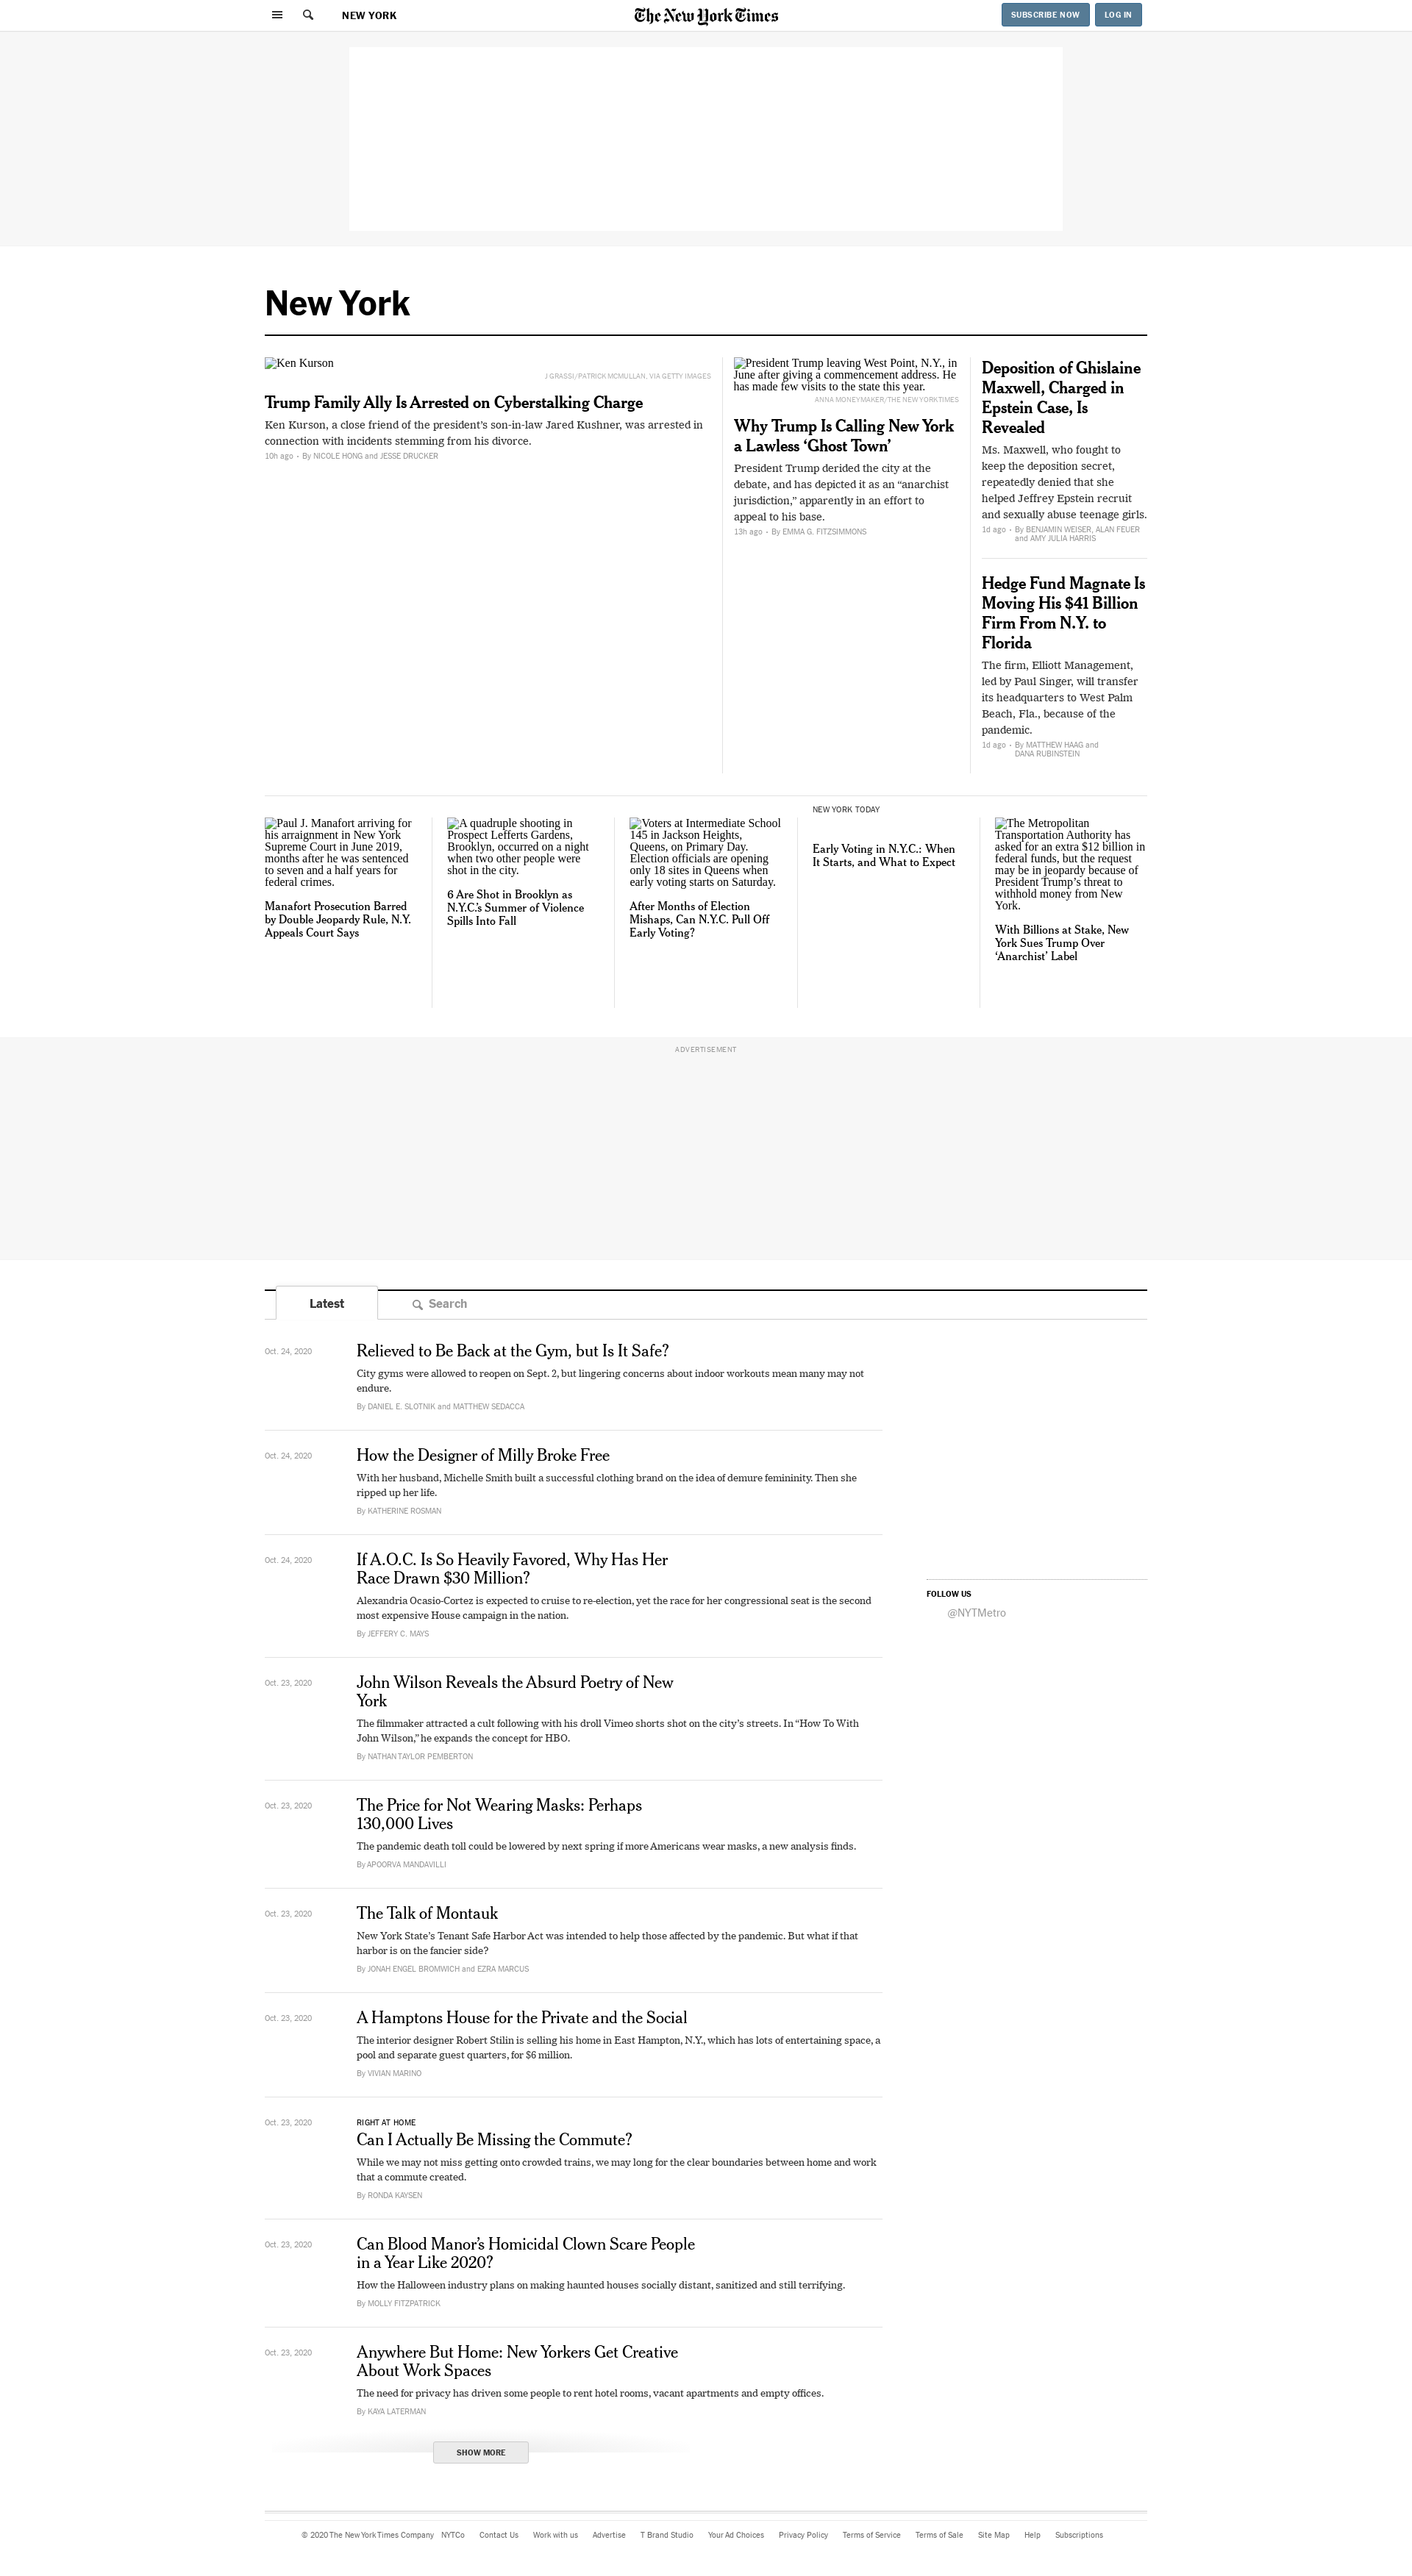 NEW YORK
The New York Times
SUBSCRIBE NOW
LOG IN
New York
Ken Kurson
J GRASSI/PATRICK MCMULLAN, VIA GETTY IMAGES
Trump Family Ally Is Arrested on Cyberstalking Charge
Ken Kurson, a close friend of the president's son-in-law Jared Kushner, was arrested in
connection with incidents stemming from his divorce.
10h ago • By NICOLE HONG and JESSE DRUCKER
President Trump leaving West Point, N.Y., in
June after giving a commencement address. He
has made few visits to the state this year.
ANNA MONEYMAKER/THE NEW YORK TIMES
Why Trump Is Calling New York
a Lawless ‘Ghost Town’
President Trump derided the city at the
debate, and has depicted it as an “anarchist
jurisdiction,” apparently in an effort to
appeal to his base.
13h ago • By EMMA G. FITZSIMMONS
Deposition of Ghislaine
Maxwell, Charged in
Epstein Case, Is
Revealed
Ms. Maxwell, who fought to
keep the deposition secret,
repeatedly denied that she
helped Jeffrey Epstein recruit
and sexually abuse teenage girls.
1d ago • By BENJAMIN WEISER, ALAN FEUER
and AMY JULIA HARRIS
Hedge Fund Magnate Is
Moving His $41 Billion
Firm From N.Y. to
Florida
The firm, Elliott Management,
led by Paul Singer, will transfer
its headquarters to West Palm
Beach, Fla., because of the
pandemic.
1d ago • By MATTHEW HAAG and
DANA RUBINSTEIN
Paul J. Manafort arriving for
his arraignment in New York
Supreme Court in June 2019,
months after he was sentenced
to seven and a half years for
federal crimes.
Manafort Prosecution Barred
by Double Jeopardy Rule, N.Y.
Appeals Court Says
A quadruple shooting in
Prospect Lefferts Gardens,
Brooklyn, occurred on a night
when two other people were
shot in the city.
6 Are Shot in Brooklyn as
N.Y.C.’s Summer of Violence
Spills Into Fall
Voters at Intermediate School
145 in Jackson Heights,
Queens, on Primary Day.
Election officials are opening
only 18 sites in Queens when
early voting starts on Saturday.
After Months of Election
Mishaps, Can N.Y.C. Pull Off
Early Voting?
NEW YORK TODAY
Early Voting in N.Y.C.: When
It Starts, and What to Expect
The Metropolitan
Transportation Authority has
asked for an extra $12 billion in
federal funds, but the request
may be in jeopardy because of
President Trump’s threat to
withhold money from New
York.
With Billions at Stake, New
York Sues Trump Over
‘Anarchist’ Label
ADVERTISEMENT
Latest
Search
Oct. 24, 2020
Relieved to Be Back at the Gym, but Is It Safe?
City gyms were allowed to reopen on Sept. 2, but lingering concerns about indoor workouts mean many may not
endure.
By DANIEL E. SLOTNIK and MATTHEW SEDACCA
Oct. 24, 2020
How the Designer of Milly Broke Free
With her husband, Michelle Smith built a successful clothing brand on the idea of demure femininity. Then she
ripped up her life.
By KATHERINE ROSMAN
Oct. 24, 2020
If A.O.C. Is So Heavily Favored, Why Has Her
Race Drawn $30 Million?
Alexandria Ocasio-Cortez is expected to cruise to re-election, yet the race for her congressional seat is the second
most expensive House campaign in the nation.
By JEFFERY C. MAYS
FOLLOW US
@NYTMetro
Oct. 23, 2020
John Wilson Reveals the Absurd Poetry of New
York
The filmmaker attracted a cult following with his droll Vimeo shorts shot on the city’s streets. In “How To With
John Wilson,” he expands the concept for HBO.
By NATHAN TAYLOR PEMBERTON
Oct. 23, 2020
The Price for Not Wearing Masks: Perhaps
130,000 Lives
The pandemic death toll could be lowered by next spring if more Americans wear masks, a new analysis finds.
By APOORVA MANDAVILLI
Oct. 23, 2020
The Talk of Montauk
New York State’s Tenant Safe Harbor Act was intended to help those affected by the pandemic. But what if that
harbor is on the fancier side?
By JONAH ENGEL BROMWICH and EZRA MARCUS
Oct. 23, 2020
A Hamptons House for the Private and the Social
The interior designer Robert Stilin is selling his home in East Hampton, N.Y., which has lots of entertaining space, a
pool and separate guest quarters, for $6 million.
By VIVIAN MARINO
Oct. 23, 2020
RIGHT AT HOME
Can I Actually Be Missing the Commute?
While we may not miss getting onto crowded trains, we may long for the clear boundaries between home and work
that a commute created.
By RONDA KAYSEN
Oct. 23, 2020
Can Blood Manor’s Homicidal Clown Scare People
in a Year Like 2020?
How the Halloween industry plans on making haunted houses socially distant, sanitized and still terrifying.
By MOLLY FITZPATRICK
Oct. 23, 2020
Anywhere But Home: New Yorkers Get Creative
About Work Spaces
The need for privacy has driven some people to rent hotel rooms, vacant apartments and empty offices.
By KAYA LATERMAN
SHOW MORE
© 2020 The New York Times Company NYTCo Contact Us Work with us Advertise T Brand Studio Your Ad Choices Privacy Policy Terms of Service Terms of Sale Site Map Help Subscriptions